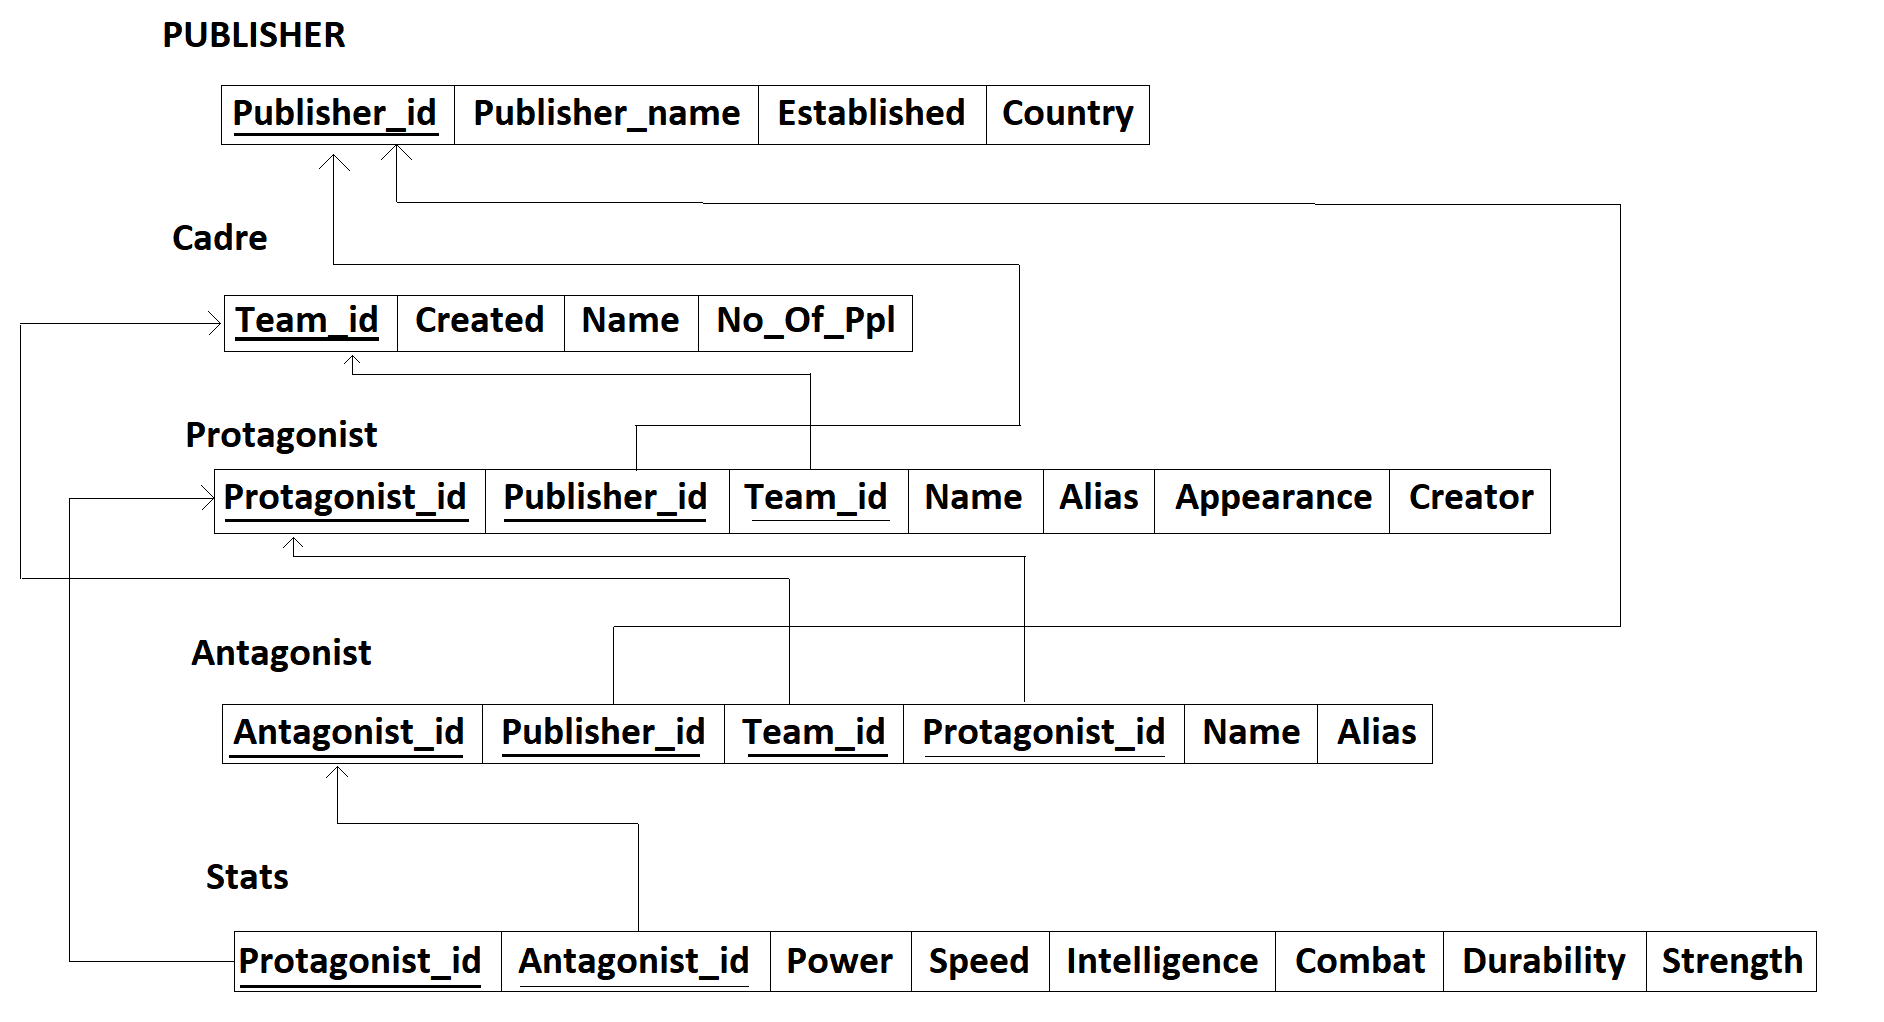 PUBLISHER
Publisher_id Publisher_name Established Country
Cadre
Team_id Created Name No_Of_Ppl
Protagonist
Protagonist_id Publisher_id Team_id Name Alias Appearance Creator
Antagonist
Antagonist_id Publisher_id Team_id Protagonist_id Name Alias
Stats
Protagonist_id Antagonist_id Power Speed Intelligence Combat Durability Strength